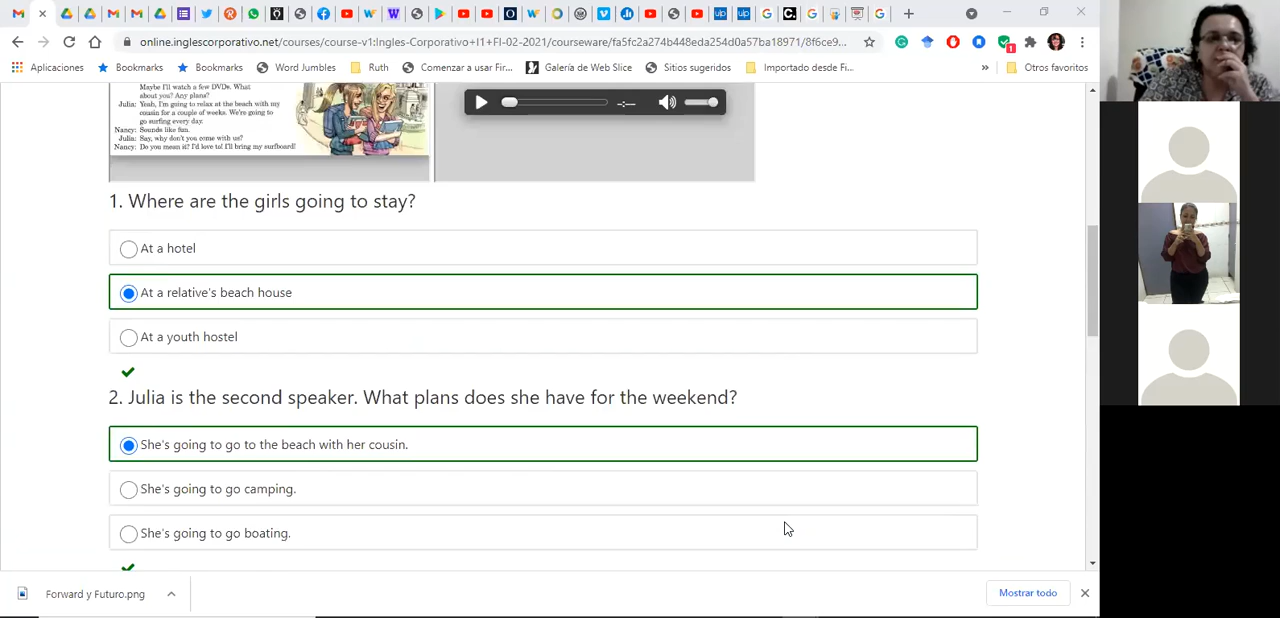 online.inglescorporativo.net/courses/course-v1:Ingles-Corporativo+I1+FI-02-2021/courseware/fa5fc2a274b448eda254d0a57ba18971/8f6ce9...
Aplicaciones Bookmarks Bookmarks Word Jumbles Ruth Comenzar a usar Fir... Galería de Web Slice Sitios sugeridos Importado desde Fi... » Otros favoritos
Maybe I'll watch a few DVDs. What
about you? Any plans?
Julia: Yeah, I'm going to relax at the beach with my
cousin for a couple of weeks. We're going to
go surfing every day.
Nancy: Sounds like fun.
Julia: Say, why don't you come with us?
Nancy: Do you mean it? I'd love to! I'll bring my surfboard!
-:--
1. Where are the girls going to stay?
At a hotel
At a relative's beach house
At a youth hostel
2. Julia is the second speaker. What plans does she have for the weekend?
She's going to go to the beach with her cousin.
She's going to go camping.
She's going to go boating.
Forward y Futuro.png
Mostrar todo